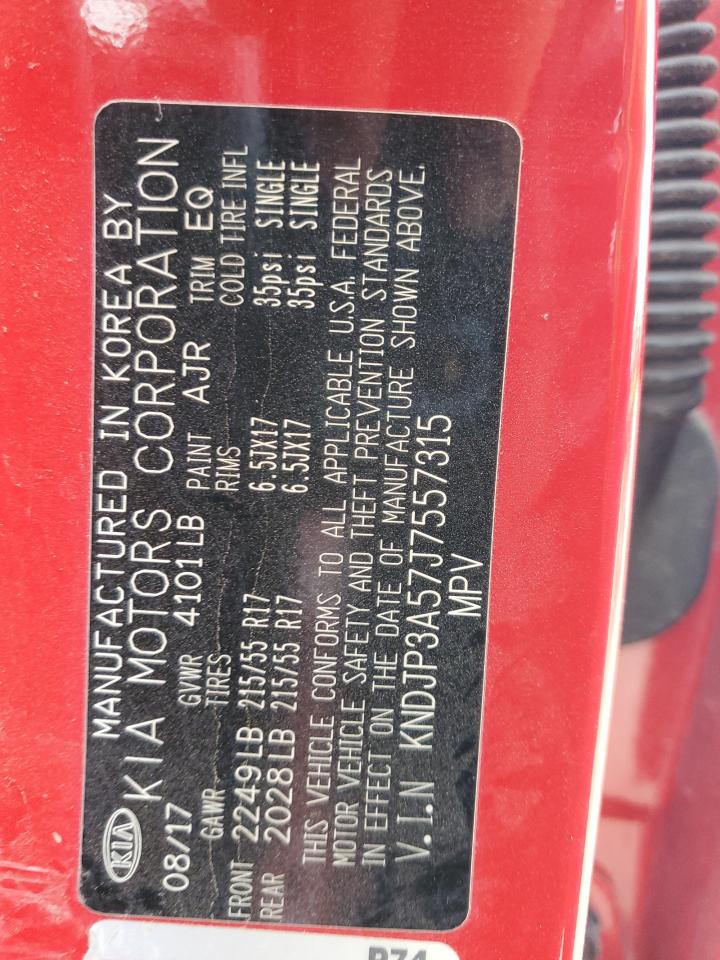 KIA
MANUFACTURED IN KOREA BY
KIA MOTORS CORPORATION
08/17 GVWR 4101LB PAINT AJR TRIM EQ
GAWR TIRES RIMS COLD TIRE INFL
FRONT 2249LB 215/55 R17 6.5JX17 35psi SINGLE
REAR 2028LB 215/55 R17 6.5JX17 35psi SINGLE
THIS VEHICLE CONFORMS TO ALL APPLICABLE U.S.A. FEDERAL
MOTOR VEHICLE SAFETY AND THEFT PREVENTION STANDARDS
IN EFFECT ON THE DATE OF MANUFACTURE SHOWN ABOVE.
V.I.N KNDJP3A57J7557315
MPV